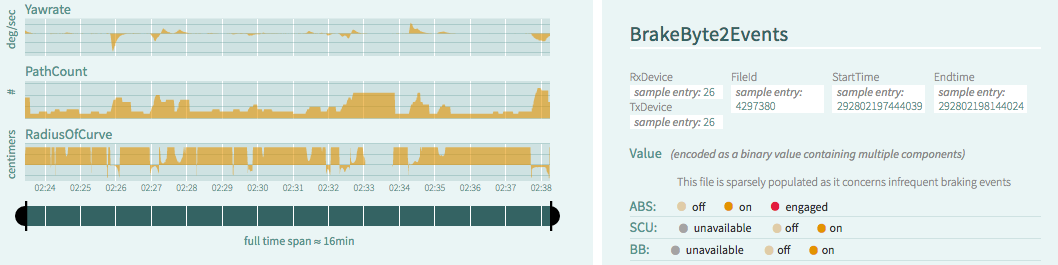 Yawrate
deg/sec
PathCount
#
RadiusOfCurve
centimers
02:24 02:25 02:26 02:27 02:28 02:29 02:30 02:31 02:32 02:33 02:34 02:35 02:36 02:37 02:38
full time span ≈ 16min
BrakeByte2Events
RxDevice FileId StartTime Endtime
sample entry: 26 sample entry: sample entry: sample entry:
TxDevice 4297380 292802197444039 292802198144024
sample entry: 26
Value (encoded as a binary value containing multiple components)
This file is sparsely populated as it concerns infrequent braking events
ABS: off on engaged
SCU: unavailable off on
BB: unavailable off on